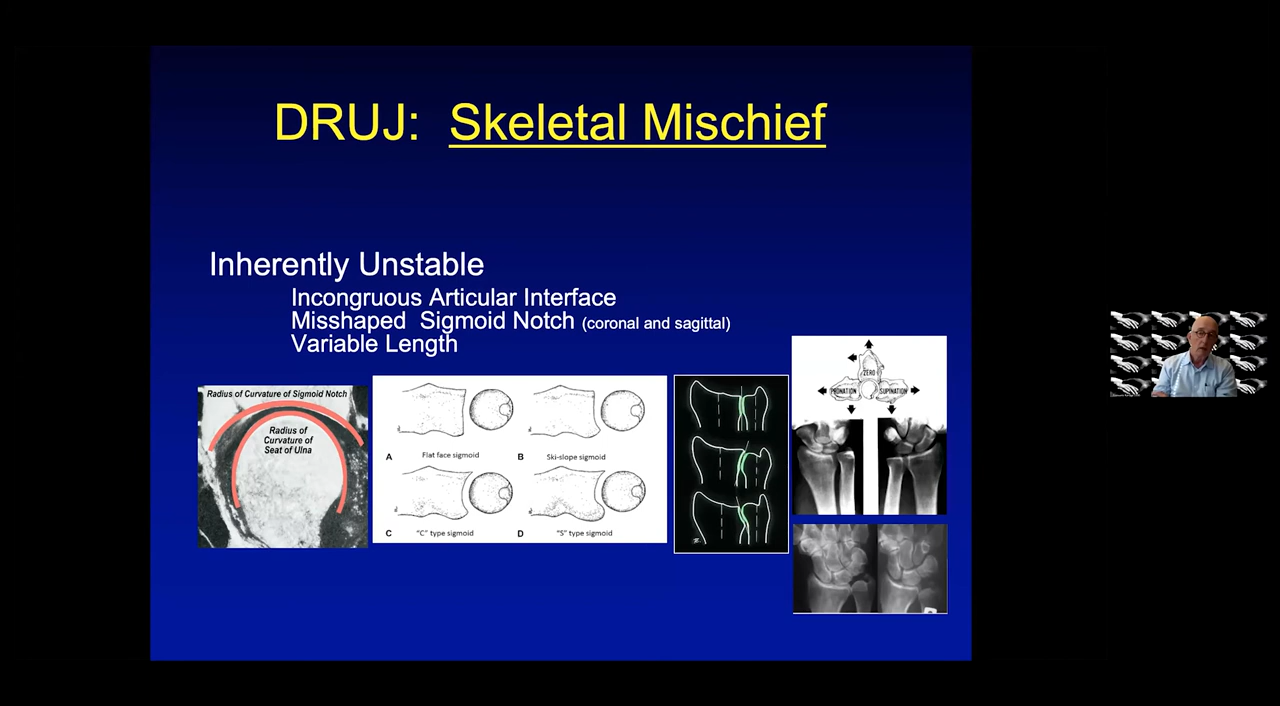 DRUJ: Skeletal Mischief
Inherently Unstable
Incongruous Articular Interface
Misshaped Sigmoid Notch (coronal and sagittal)
Variable Length
Radius of Curvature of Sigmoid Notch
Radius of
Curvature of
Seat of Ulna
A Flat face sigmoid
B Ski-slope sigmoid
C "C" type sigmoid
D "S" type sigmoid
ZERO
PRONATION
SUPINATION